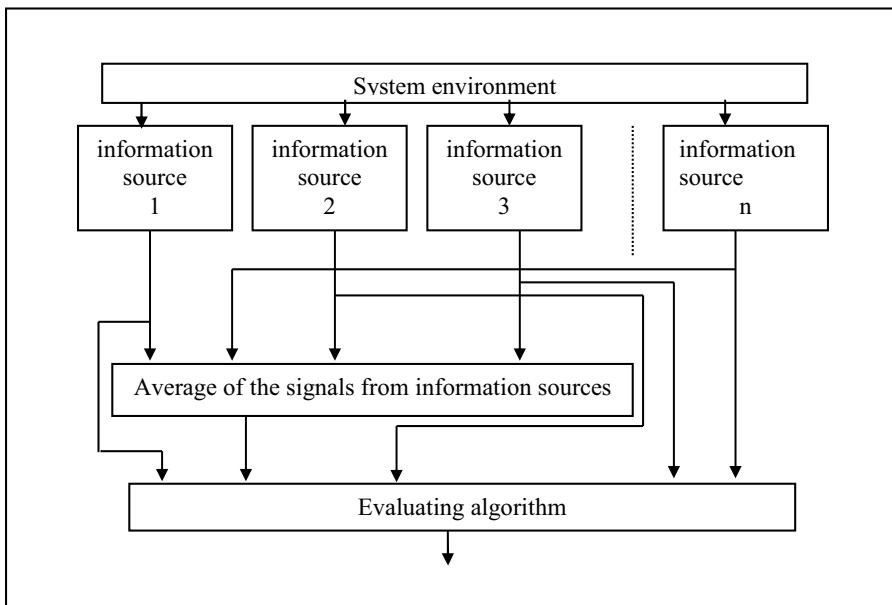 System environment
information
source
1
information
source
2
information
source
3
information
source
n
Average of the signals from information sources
Evaluating algorithm